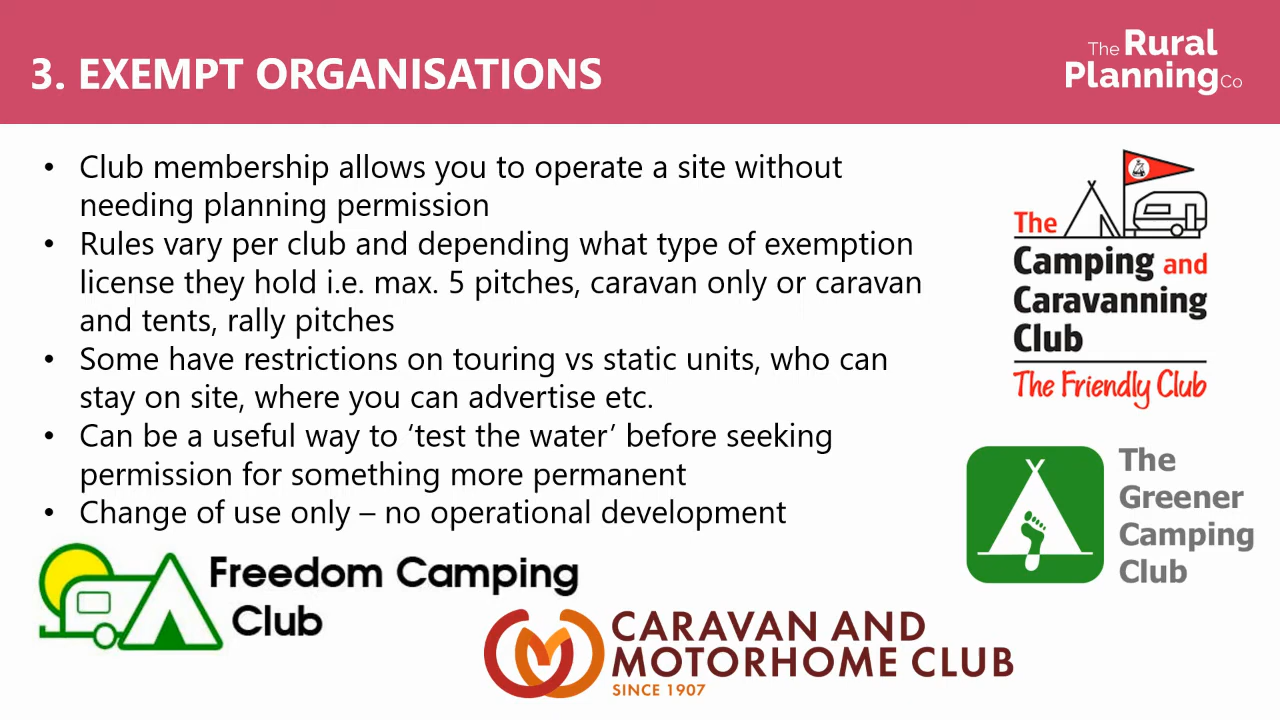 3. EXEMPT ORGANISATIONS
The Rural
Planning Co
• Club membership allows you to operate a site without
needing planning permission
• Rules vary per club and depending what type of exemption
license they hold i.e. max. 5 pitches, caravan only or caravan
and tents, rally pitches
• Some have restrictions on touring vs static units, who can
stay on site, where you can advertise etc.
• Can be a useful way to ‘test the water’ before seeking
permission for something more permanent
• Change of use only – no operational development
The
Camping and
Caravanning
Club
The Friendly Club
The
Greener
Camping
Club
Freedom Camping
Club
CARAVAN AND
MOTORHOME CLUB
SINCE 1907